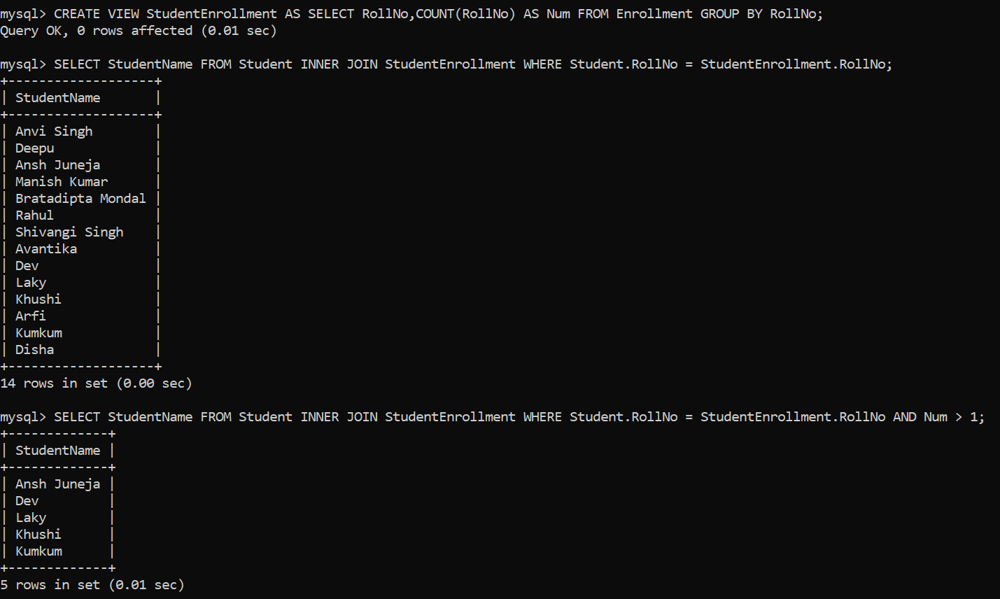 mysql> CREATE VIEW StudentEnrollment AS SELECT RollNo,COUNT(RollNo) AS Num FROM Enrollment GROUP BY RollNo;
Query OK, 0 rows affected (0.01 sec)

mysql> SELECT StudentName FROM Student INNER JOIN StudentEnrollment WHERE Student.RollNo = StudentEnrollment.RollNo;
+-------------------+
| StudentName       |
+-------------------+
| Anvi Singh        |
| Deepu             |
| Ansh Juneja       |
| Manish Kumar      |
| Bratadipta Mondal |
| Rahul             |
| Shivangi Singh    |
| Avantika          |
| Dev               |
| Laky              |
| Khushi            |
| Arfi              |
| Kumkum            |
| Disha             |
+-------------------+
14 rows in set (0.00 sec)

mysql> SELECT StudentName FROM Student INNER JOIN StudentEnrollment WHERE Student.RollNo = StudentEnrollment.RollNo AND Num > 1;
+-------------+
| StudentName |
+-------------+
| Ansh Juneja |
| Dev         |
| Laky        |
| Khushi      |
| Kumkum      |
+-------------+
5 rows in set (0.01 sec)